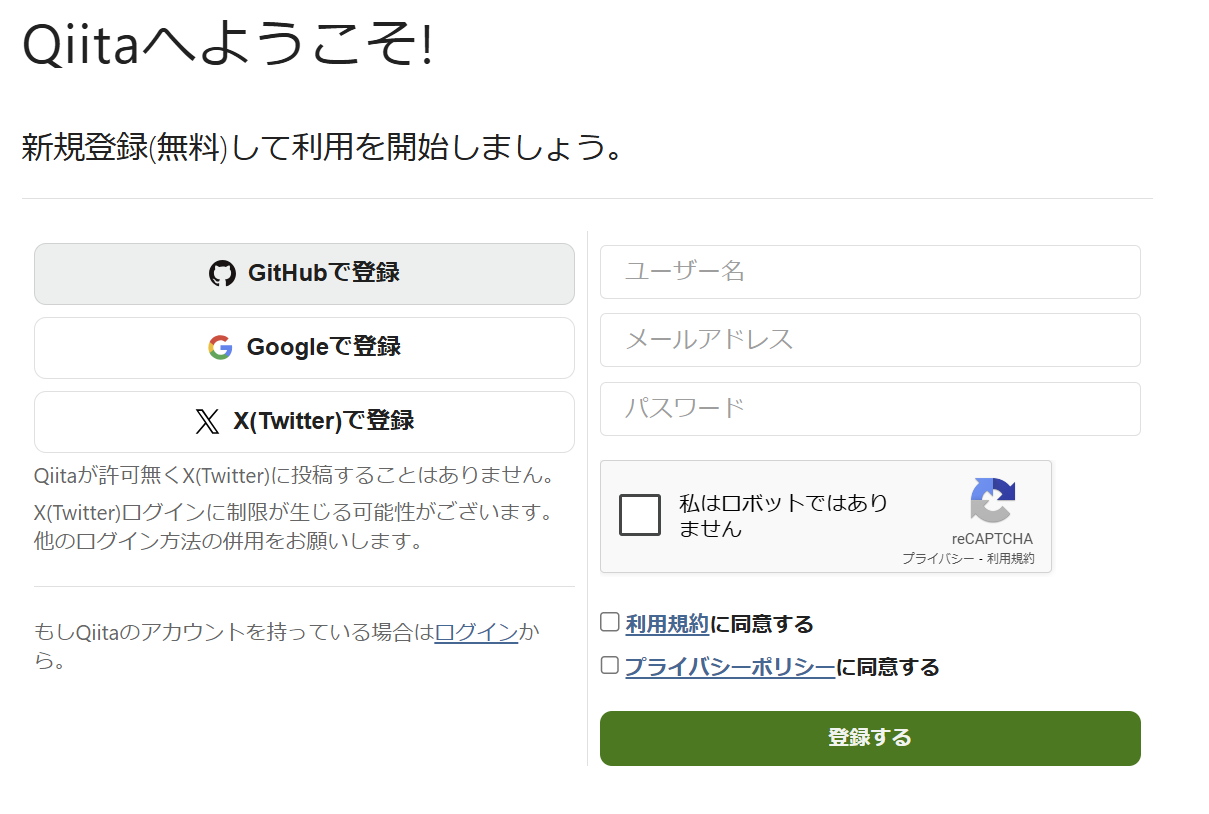 Qiitaへようこそ!
新規登録(無料)して利用を開始しましょう。
GitHubで登録
Googleで登録
X(Twitter)で登録
Qiitaが許可無くX(Twitter)に投稿することはありません。
X(Twitter)ログインに制限が生じる可能性がございます。
他のログイン方法の併用をお願いします。
もしQiitaのアカウントを持っている場合はログインか
ら。
ユーザー名
メールアドレス
パスワード
私はロボットではあり
ません
reCAPTCHA
プライバシー - 利用規約
利用規約に同意する
プライバシーポリシーに同意する
登録する